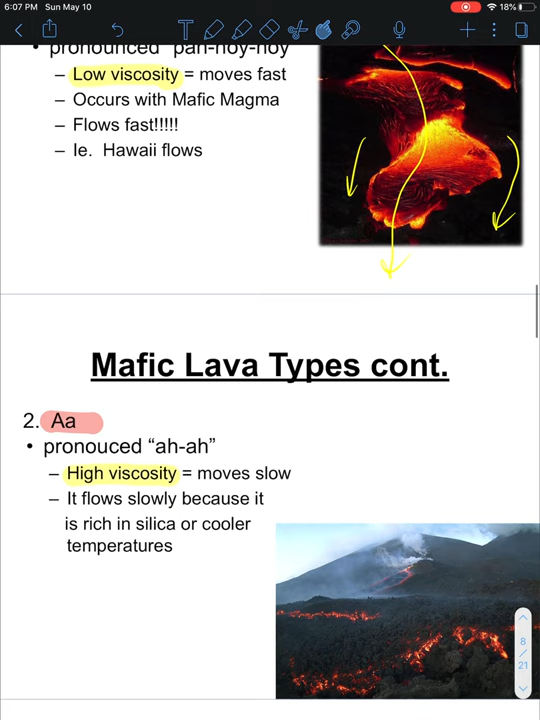 6:07 PM Sun May 10
18%
• pronounced "pah-hoy-hoy"
– Low viscosity = moves fast
– Occurs with Mafic Magma
– Flows fast!!!!!
– Ie. Hawaii flows
Mafic Lava Types cont.
2. Aa
• pronouced “ah-ah”
– High viscosity = moves slow
– It flows slowly because it
is rich in silica or cooler
temperatures
8
/
21